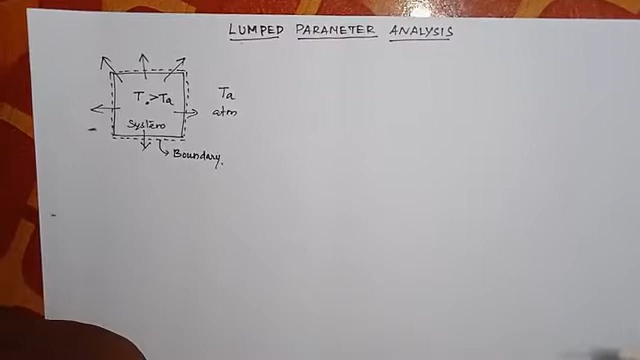 LUMPED PARAMETER ANALYSIS
T. > Ta
System
Ta
atm
Boundary.